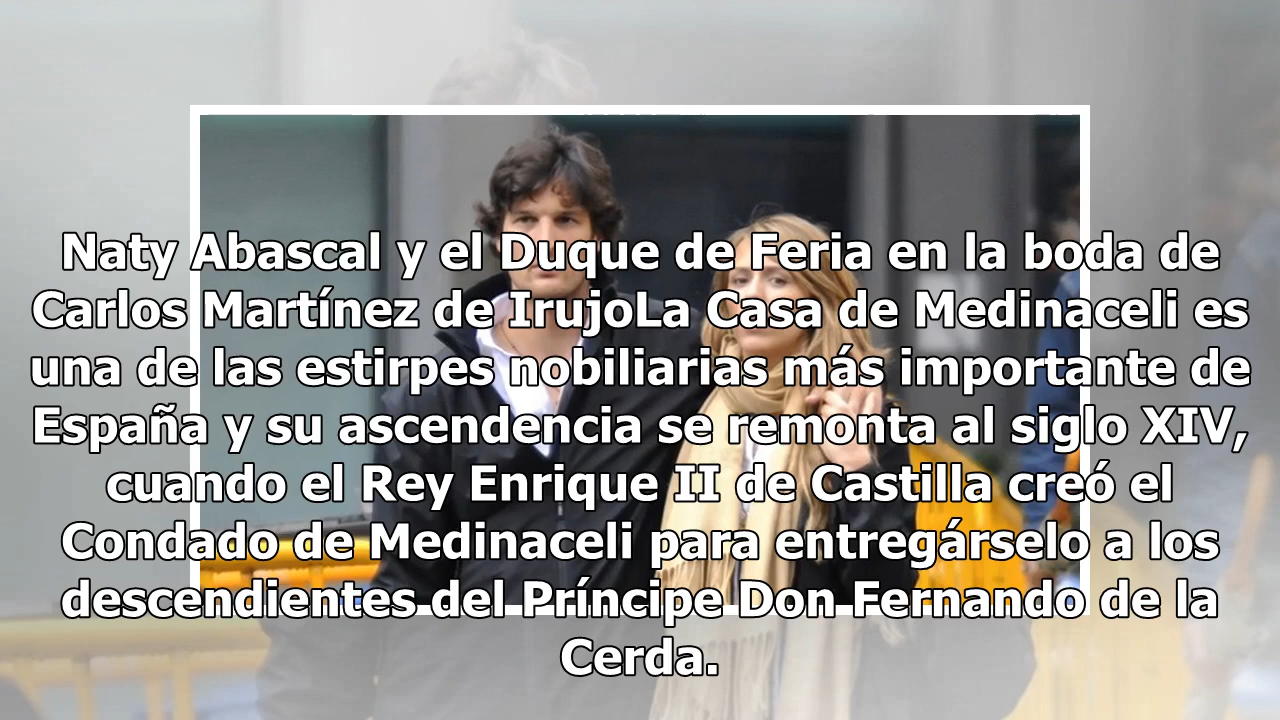 Naty Abascal y el Duque de Feria en la boda de
Carlos Martínez de IrujoLa Casa de Medinaceli es
una de las estirpes nobiliarias más importante de
España y su ascendencia se remonta al siglo XIV,
cuando el Rey Enrique II de Castilla creó el
Condado de Medinaceli para entregárselo a los
descendientes del Príncipe Don Fernando de la
Cerda.